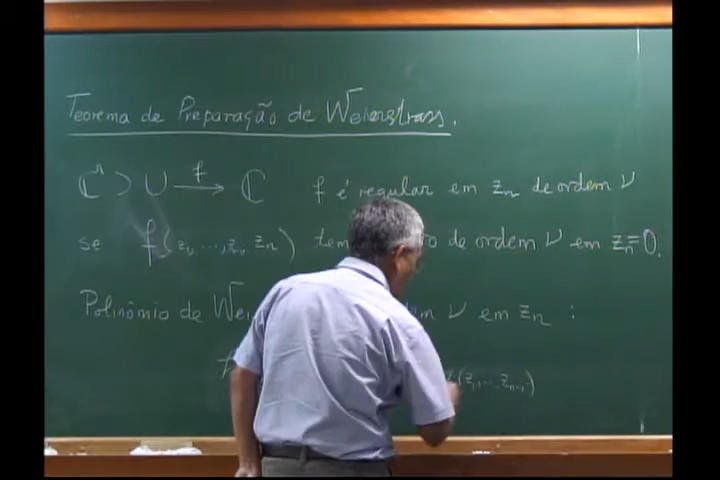 Teorema de Preparação de Weierstrass.
ℂⁿ ⊃ U —f→ ℂ f é regular em zₙ de ordem ν
se f(z₁, ..., zₙ₋₁, zₙ) tem de ordem ν em zₙ=0.
Polinômio de ν em zₙ :
(z₁, ..., zₙ₋₁)